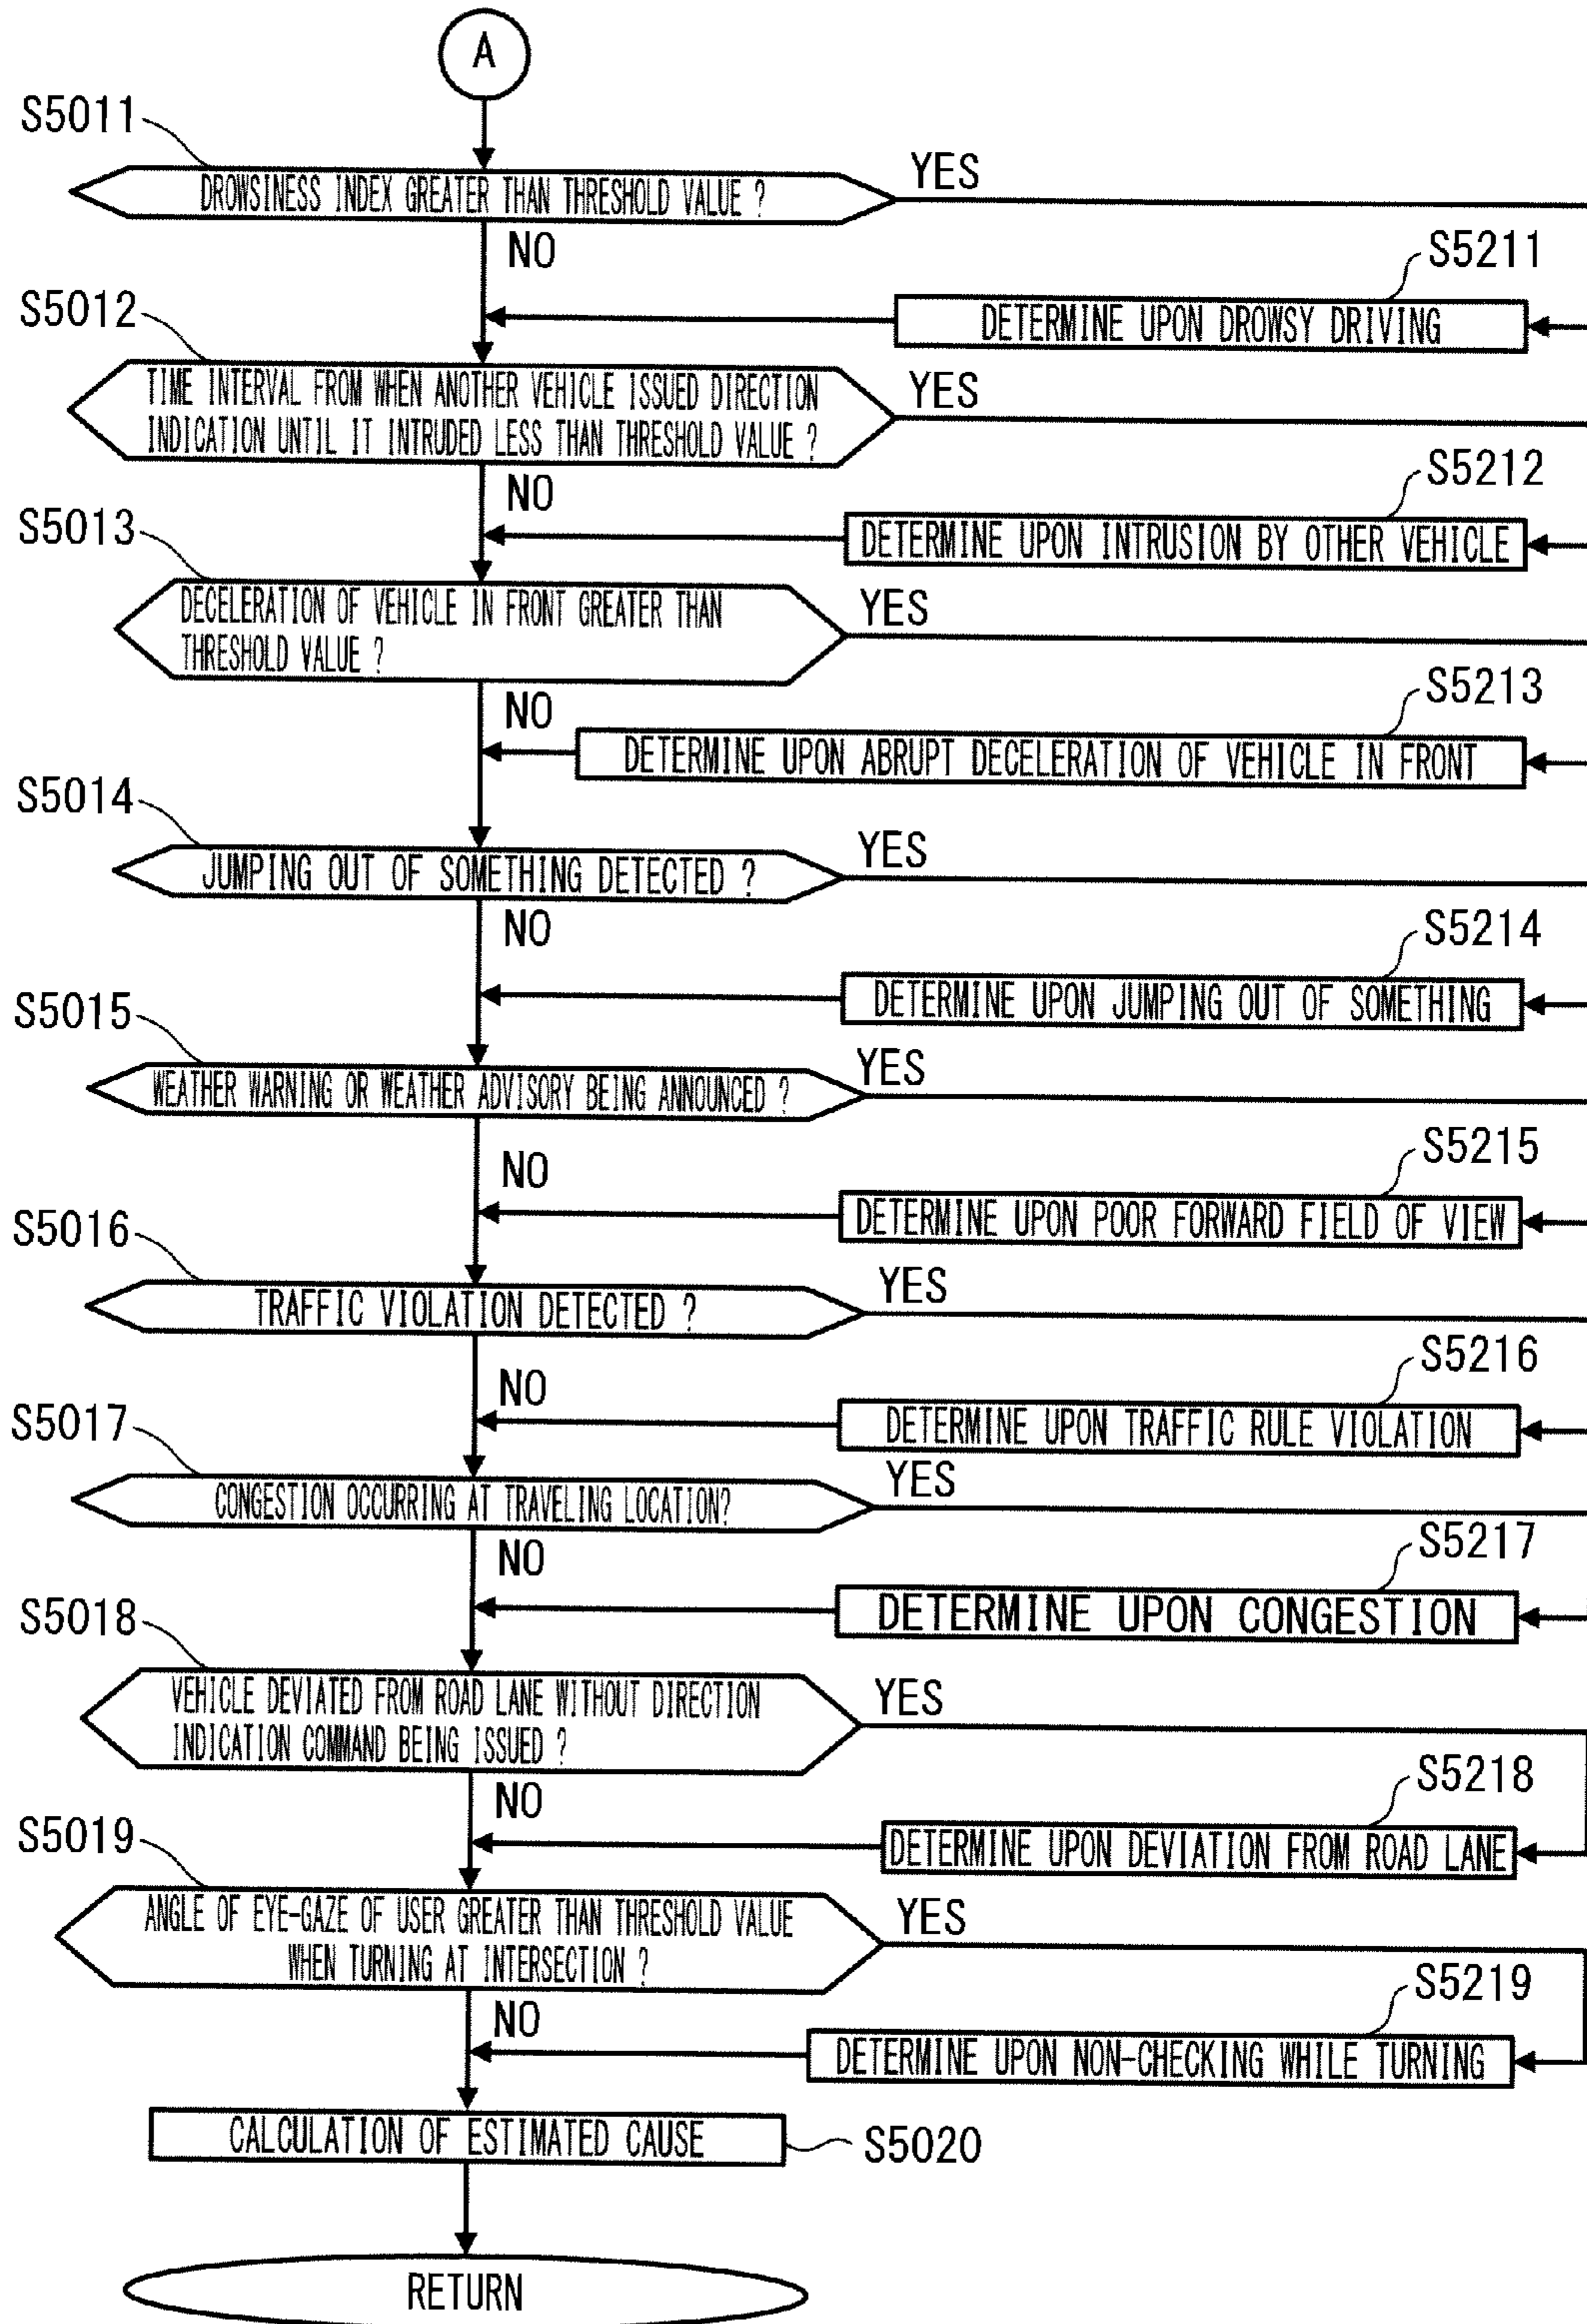 A
S5011
DROWSINESS INDEX GREATER THAN THRESHOLD VALUE ?
YES
NO
S5211
DETERMINE UPON DROWSY DRIVING
S5012
TIME INTERVAL FROM WHEN ANOTHER VEHICLE ISSUED DIRECTION
INDICATION UNTIL IT INTRUDED LESS THAN THRESHOLD VALUE ?
YES
NO
S5212
DETERMINE UPON INTRUSION BY OTHER VEHICLE
S5013
DECELERATION OF VEHICLE IN FRONT GREATER THAN
THRESHOLD VALUE ?
YES
NO
S5213
DETERMINE UPON ABRUPT DECELERATION OF VEHICLE IN FRONT
S5014
JUMPING OUT OF SOMETHING DETECTED ?
YES
NO
S5214
DETERMINE UPON JUMPING OUT OF SOMETHING
S5015
WEATHER WARNING OR WEATHER ADVISORY BEING ANNOUNCED ?
YES
NO
S5215
DETERMINE UPON POOR FORWARD FIELD OF VIEW
S5016
TRAFFIC VIOLATION DETECTED ?
YES
NO
S5216
DETERMINE UPON TRAFFIC RULE VIOLATION
S5017
CONGESTION OCCURRING AT TRAVELING LOCATION?
YES
NO
S5217
DETERMINE UPON CONGESTION
S5018
VEHICLE DEVIATED FROM ROAD LANE WITHOUT DIRECTION
INDICATION COMMAND BEING ISSUED ?
YES
NO
S5218
DETERMINE UPON DEVIATION FROM ROAD LANE
S5019
ANGLE OF EYE-GAZE OF USER GREATER THAN THRESHOLD VALUE
WHEN TURNING AT INTERSECTION ?
YES
NO
S5219
DETERMINE UPON NON-CHECKING WHILE TURNING
CALCULATION OF ESTIMATED CAUSE
S5020
RETURN